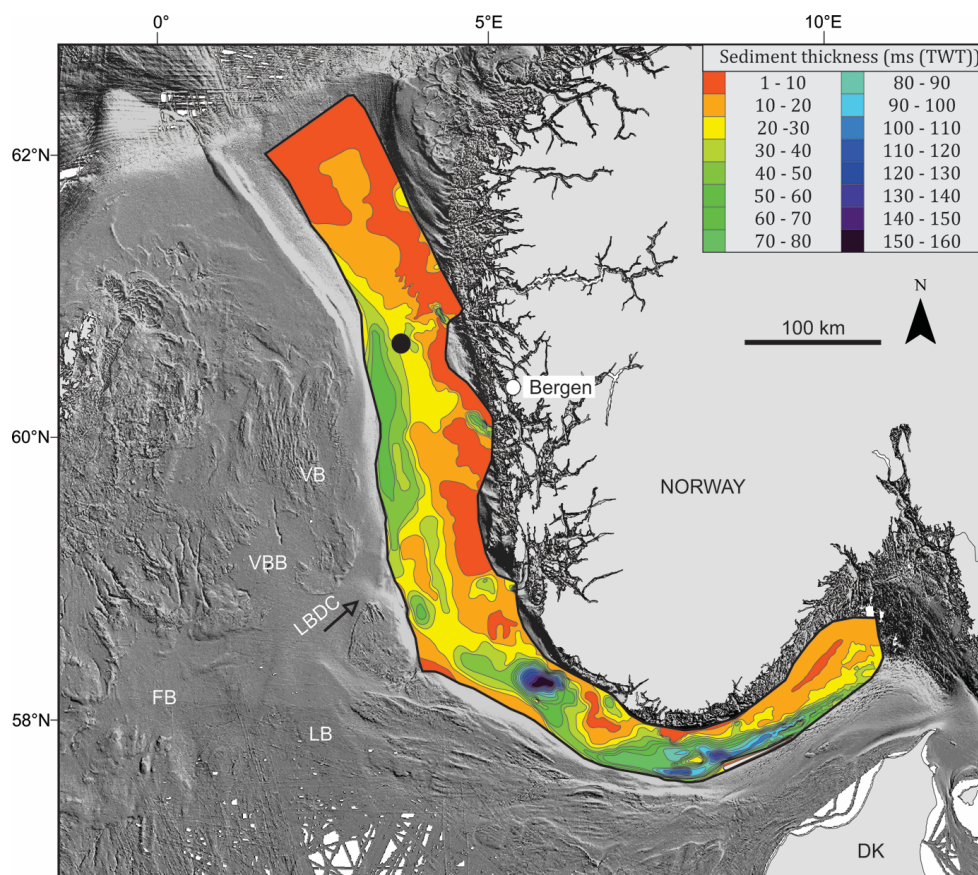 0° 5°E 10°E
Sediment thickness (ms (TWT))
1 - 10 80 - 90
10 - 20 90 - 100
20 -30 100 - 110
30 - 40 110 - 120
40 - 50 120 - 130
50 - 60 130 - 140
60 - 70 140 - 150
70 - 80 150 - 160
62°N
N
100 km
Bergen
60°N
VB
NORWAY
VBB
LBDC
58°N
FB
LB
DK